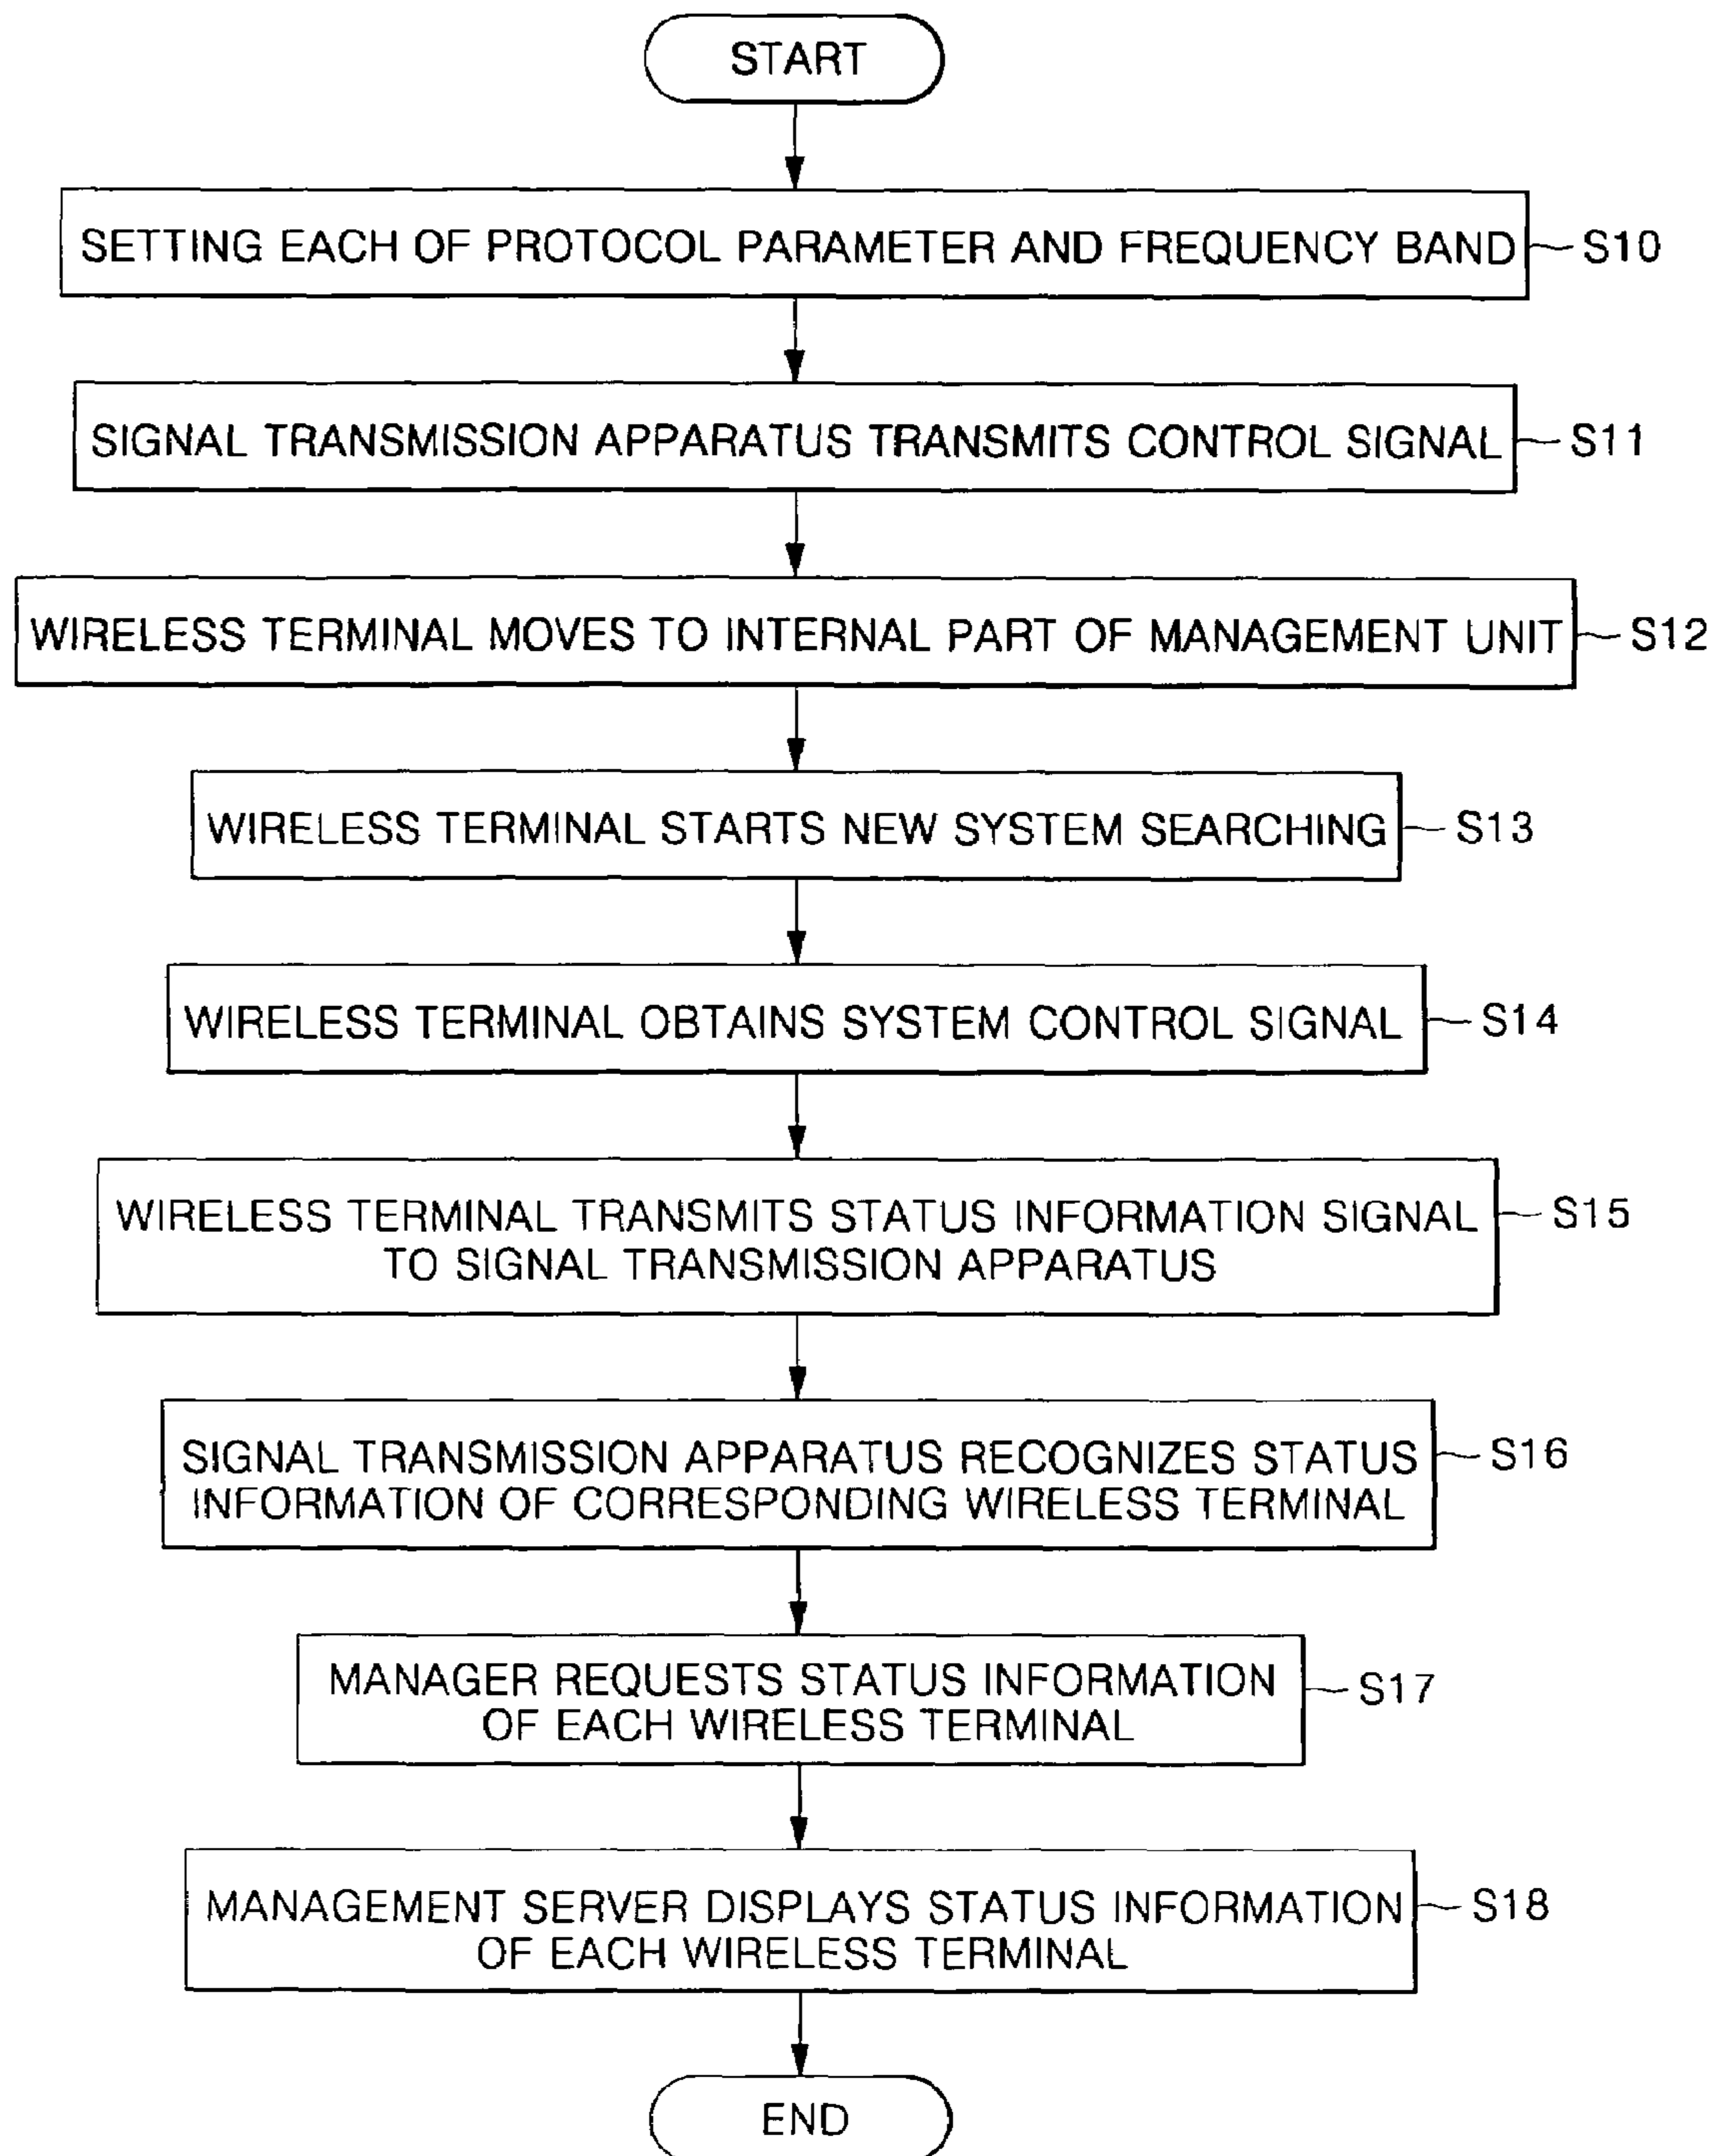 START
SETTING EACH OF PROTOCOL PARAMETER AND FREQUENCY BAND
S10
SIGNAL TRANSMISSION APPARATUS TRANSMITS CONTROL SIGNAL
S11
WIRELESS TERMINAL MOVES TO INTERNAL PART OF MANAGEMENT UNIT
S12
WIRELESS TERMINAL STARTS NEW SYSTEM SEARCHING
S13
WIRELESS TERMINAL OBTAINS SYSTEM CONTROL SIGNAL
S14
WIRELESS TERMINAL TRANSMITS STATUS INFORMATION SIGNAL
TO SIGNAL TRANSMISSION APPARATUS
S15
SIGNAL TRANSMISSION APPARATUS RECOGNIZES STATUS
INFORMATION OF CORRESPONDING WIRELESS TERMINAL
S16
MANAGER REQUESTS STATUS INFORMATION
OF EACH WIRELESS TERMINAL
S17
MANAGEMENT SERVER DISPLAYS STATUS INFORMATION
OF EACH WIRELESS TERMINAL
S18
END